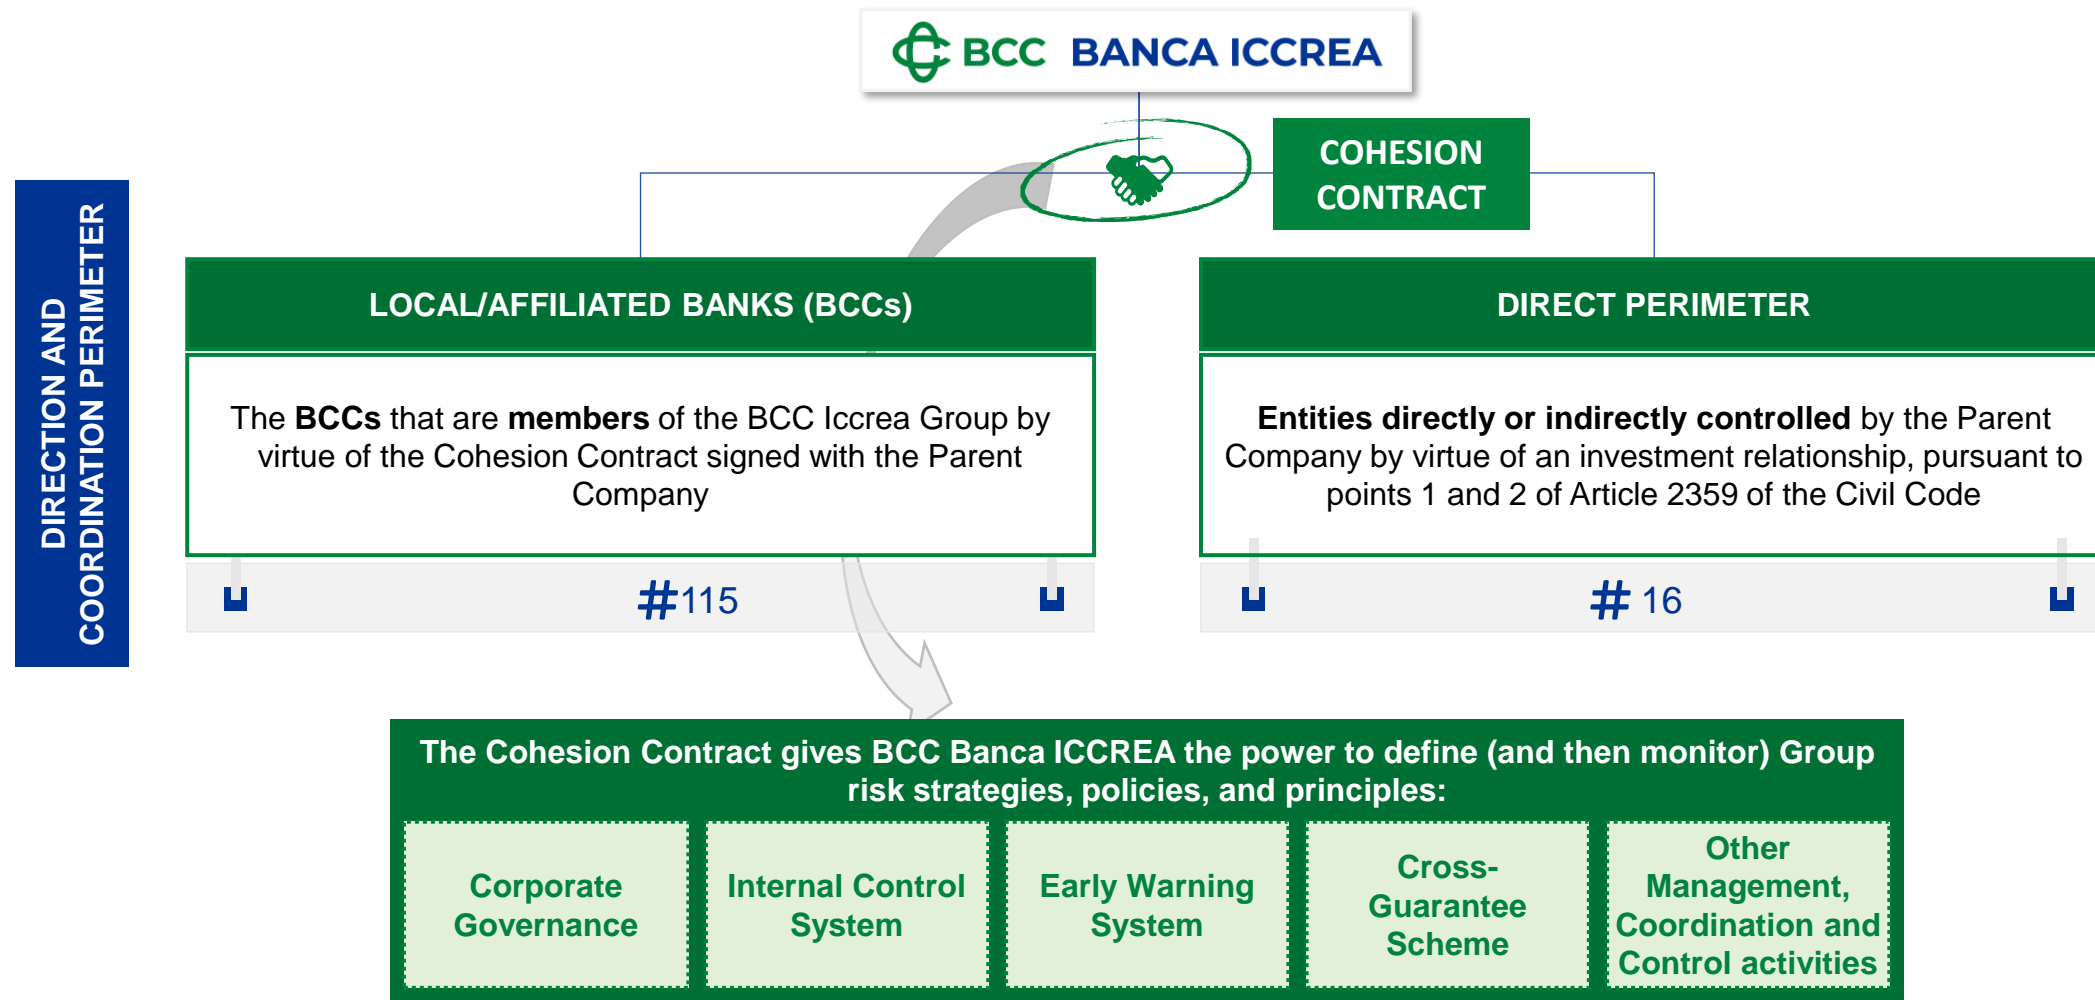 BCC BANCA ICCREA
COHESION
CONTRACT
DIRECTION AND
COORDINATION PERIMETER
LOCAL/AFFILIATED BANKS (BCCs)
The BCCs that are members of the BCC Iccrea Group by
virtue of the Cohesion Contract signed with the Parent
Company
#115
DIRECT PERIMETER
Entities directly or indirectly controlled by the Parent
Company by virtue of an investment relationship, pursuant to
points 1 and 2 of Article 2359 of the Civil Code
# 16
The Cohesion Contract gives BCC Banca ICCREA the power to define (and then monitor) Group
risk strategies, policies, and principles:
Corporate
Governance
Internal Control
System
Early Warning
System
Cross-
Guarantee
Scheme
Other
Management,
Coordination and
Control activities